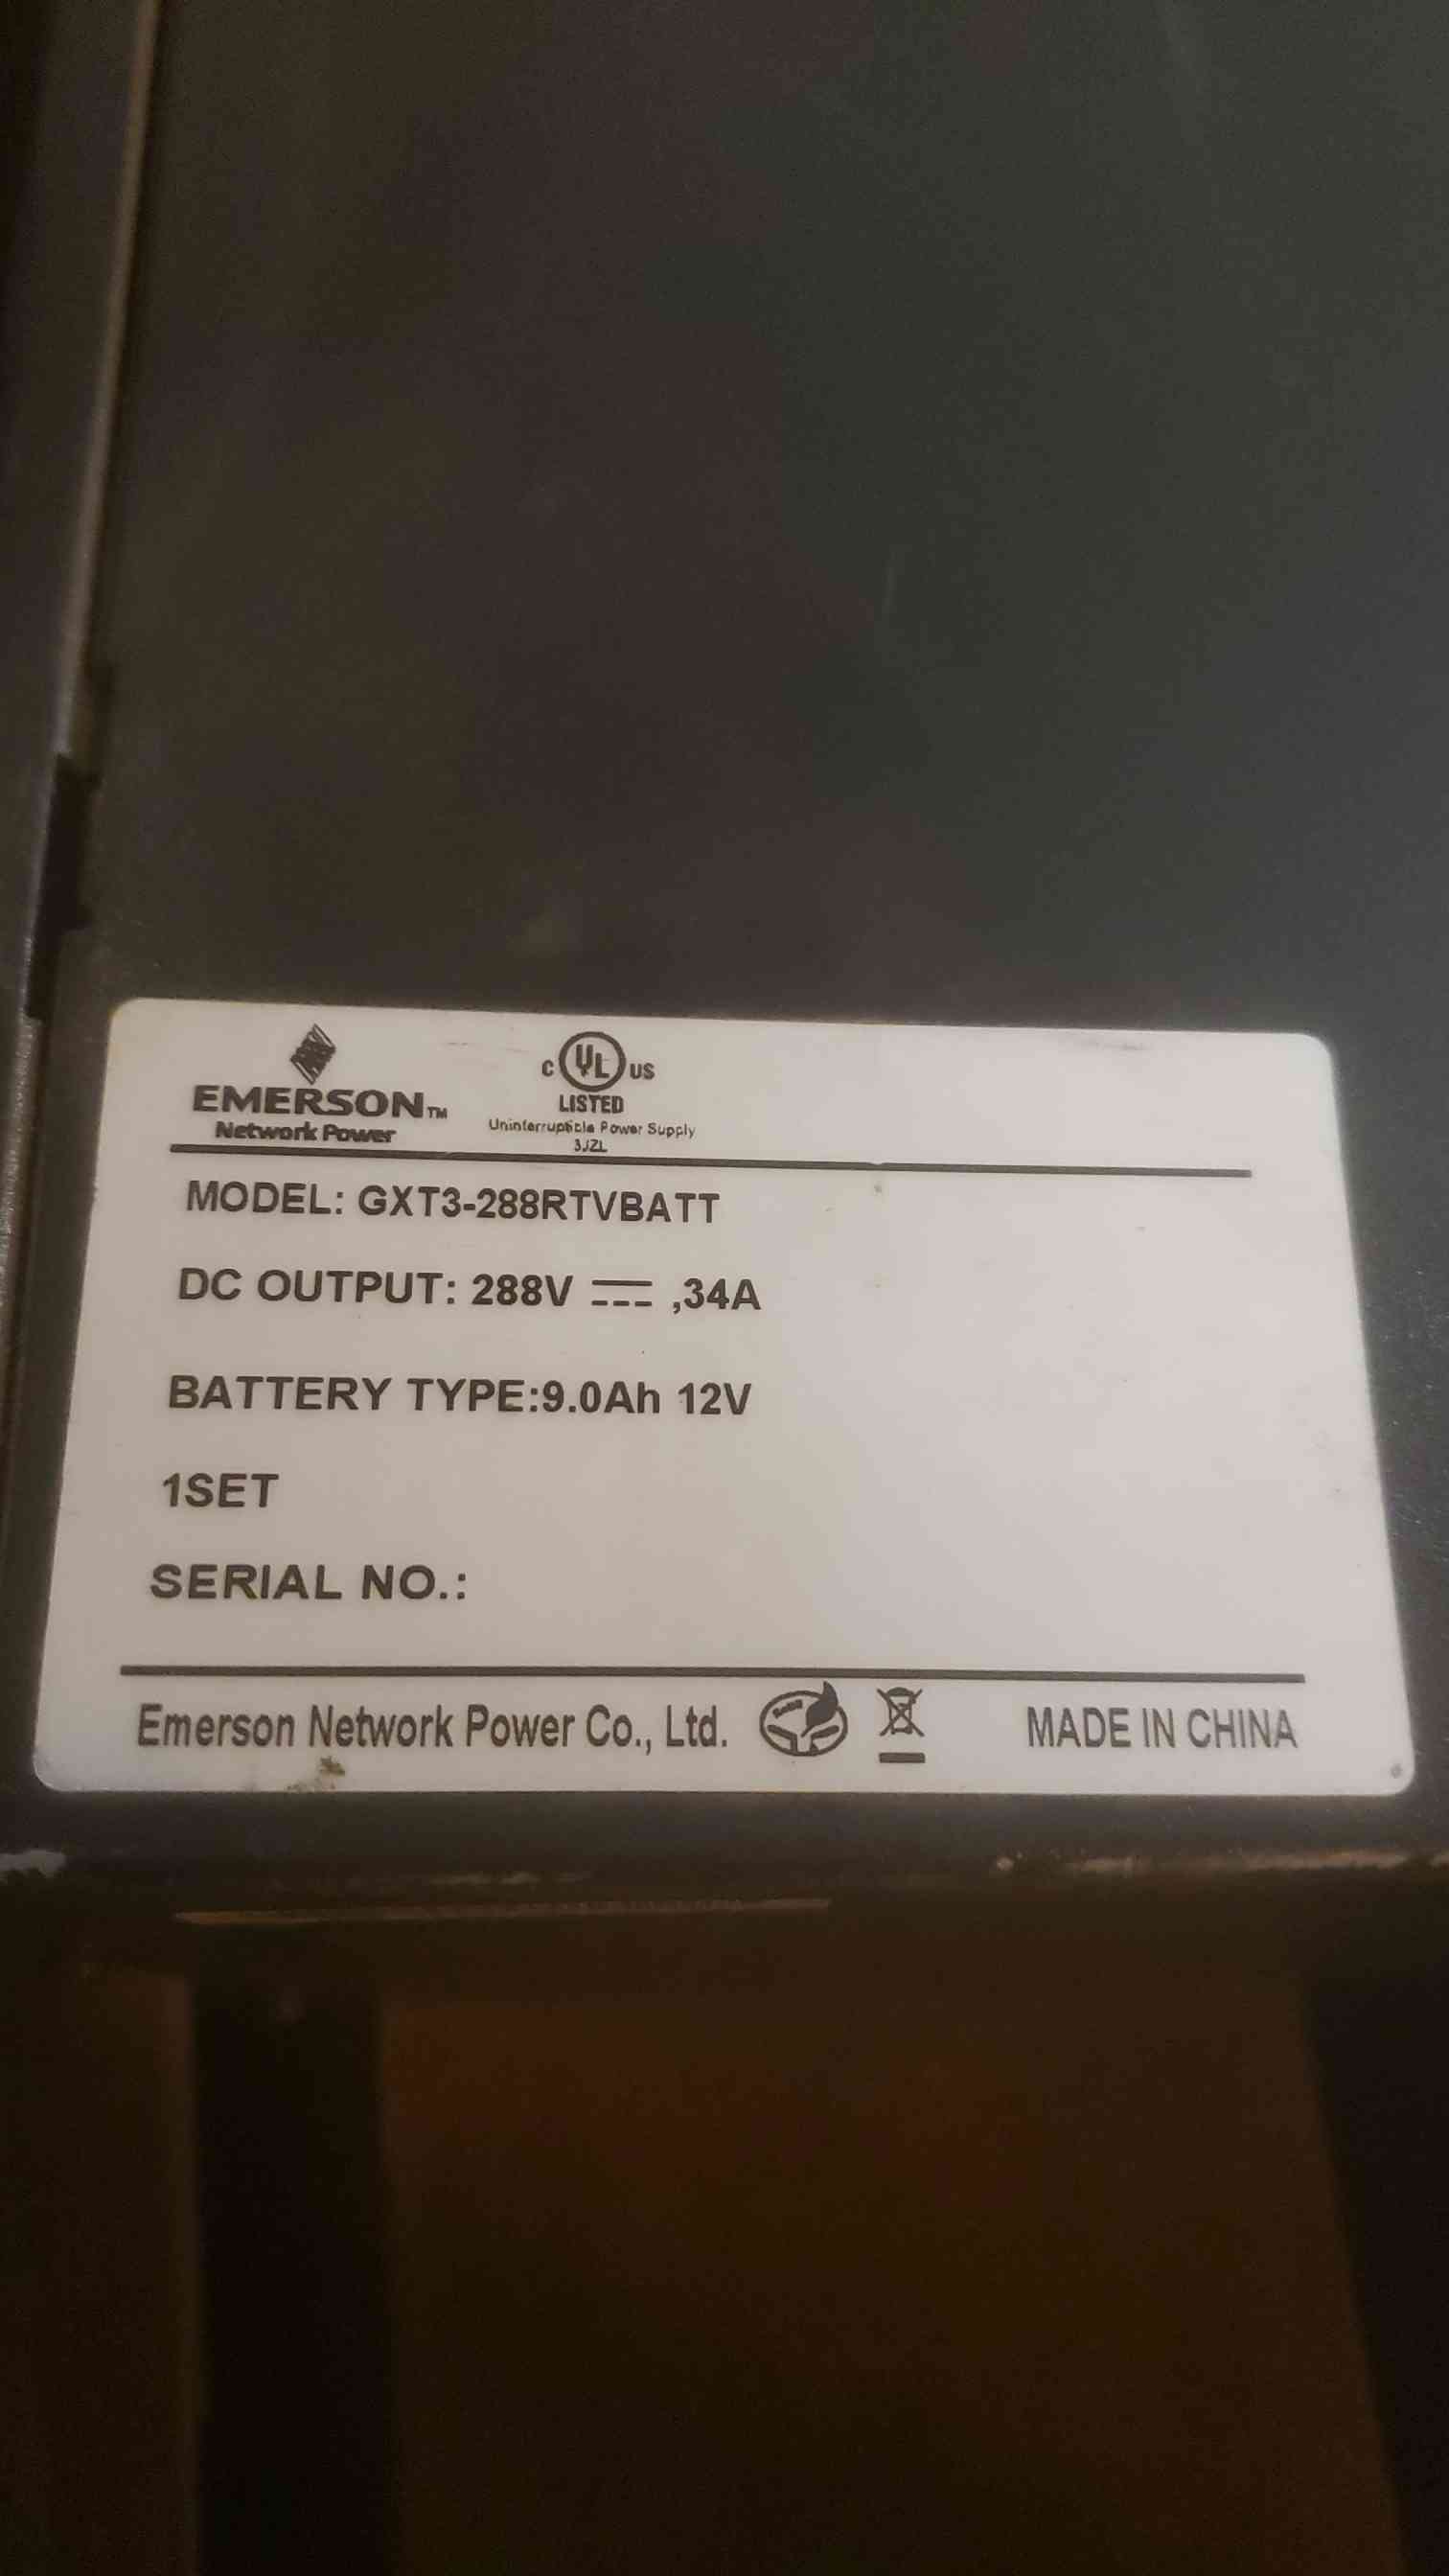 EMERSON™
Network Power
C UL US
LISTED
Uninterruptible Power Supply
3JZL
MODEL: GXT3-288RTVBATT
DC OUTPUT: 288V ⎓ ,34A
BATTERY TYPE:9.0Ah 12V
1SET
SERIAL NO.:
Emerson Network Power Co., Ltd.
MADE IN CHINA